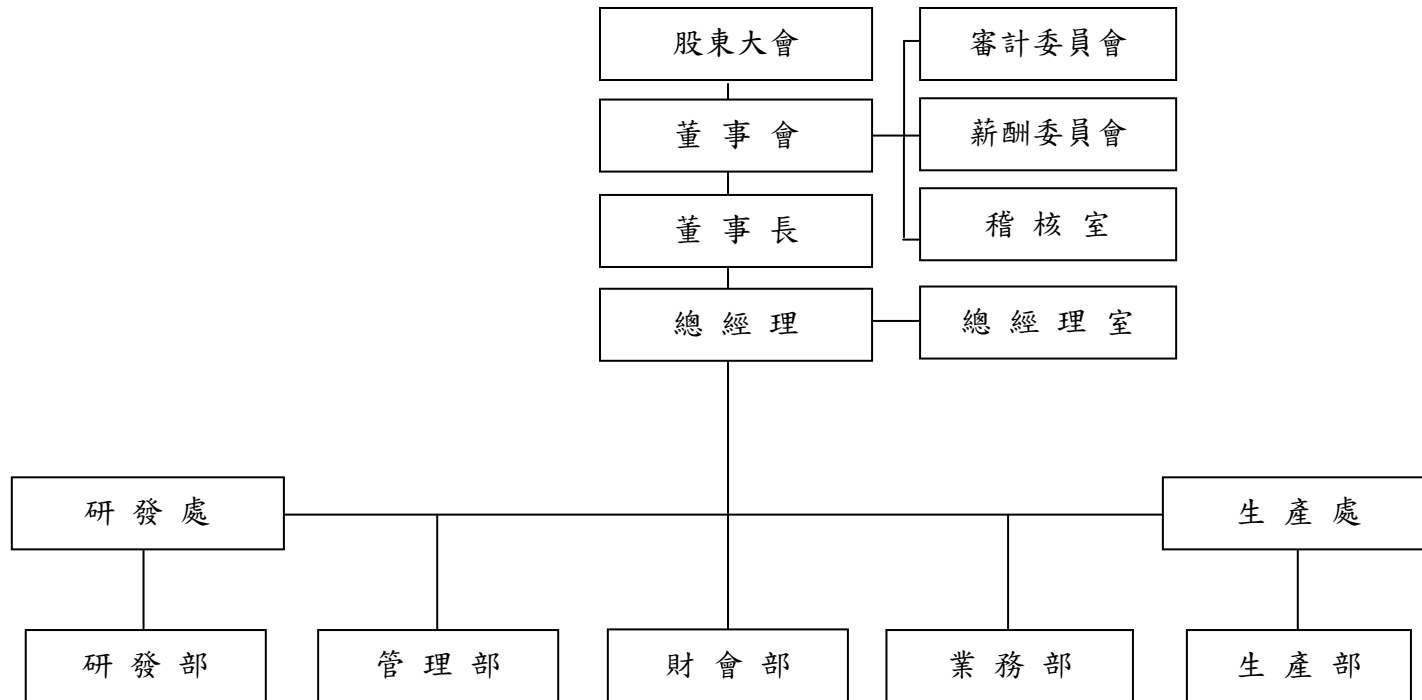 股東大會
審計委員會
董事會
薪酬委員會
董事長
稽核室
總經理
總經理室
研發處
生產處
研發部
管理部
財會部
業務部
生產部